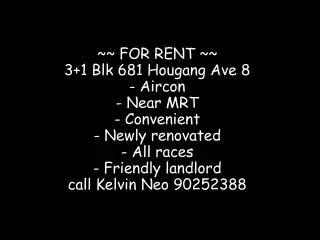 ~~ FOR RENT ~~
3+1 Blk 681 Hougang Ave 8
- Aircon
- Near MRT
- Convenient
- Newly renovated
- All races
- Friendly landlord
call Kelvin Neo 90252388